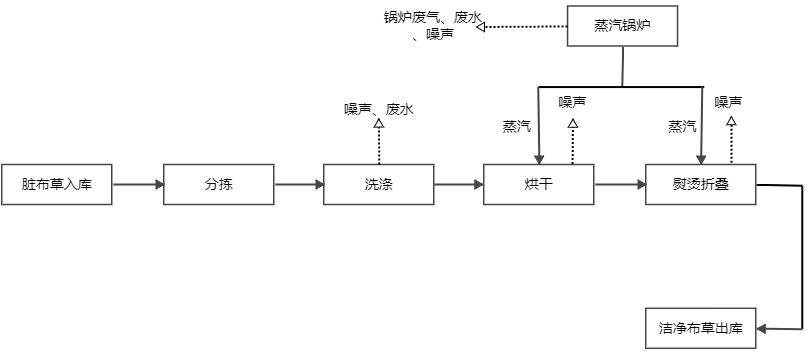 锅炉废气、废水
、噪声
蒸汽锅炉
噪声、废水
蒸汽
噪声
蒸汽
噪声
脏布草入库
分拣
洗涤
烘干
熨烫折叠
洁净布草出库